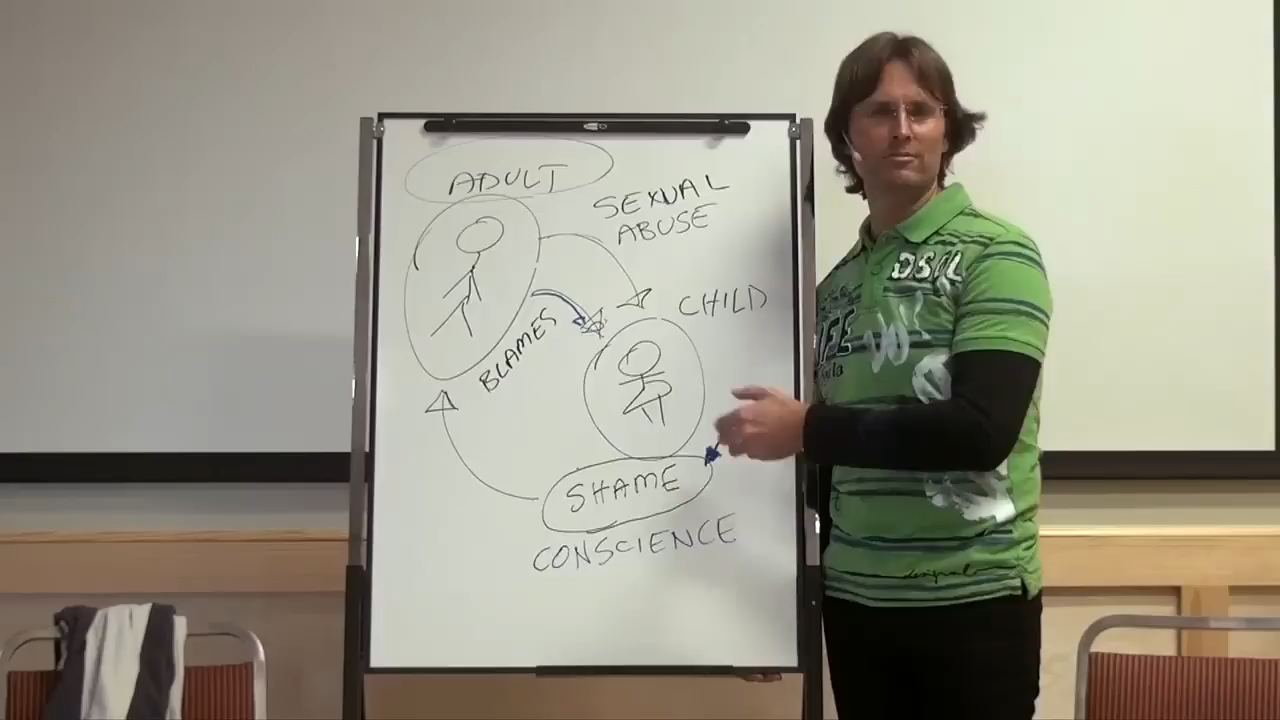 ADULT
SEXUAL
ABUSE
CHILD
BLAMES
SHAME
CONSCIENCE